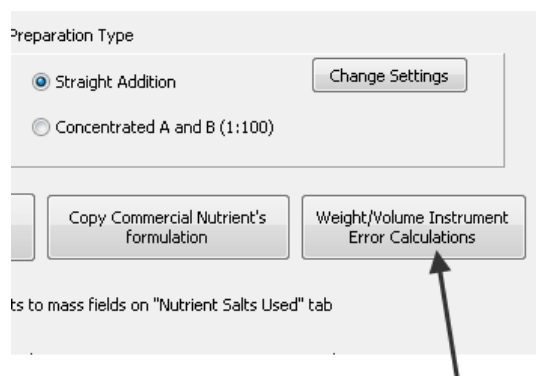 Preparation Type
Straight Addition
Change Settings
Concentrated A and B (1:100)
Copy Commercial Nutrient's
formulation
Weight/Volume Instrument
Error Calculations
ts to mass fields on "Nutrient Salts Used" tab